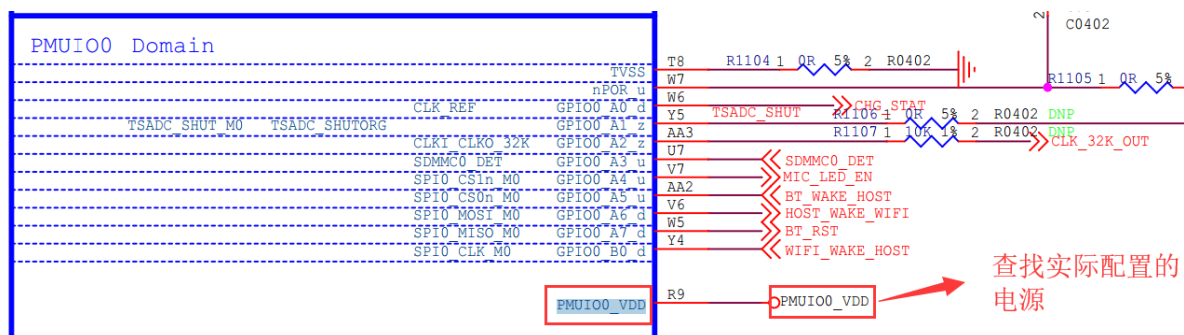 C0402
PMUIO0 Domain
TVSS T8 R1104 1 0R 5% 2 R0402
nPOR_u W7 R1105 1 0R 5%
CLK_REF GPIO0_A0_d W6 CHG_STAT
TSADC_SHUT_M0 TSADC_SHUTORG GPIO0_A1_z Y5 TSADC_SHUT R1106 1 0R 5% 2 R0402 DNP
CLKI_CLKO_32K GPIO0_A2_z AA3 R1107 1 10K 1% 2 R0402 DNP CLK_32K_OUT
SDMMC0_DET GPIO0_A3_u U7 SDMMC0_DET
SPI0_CS1n_M0 GPIO0_A4_u V7 MIC_LED_EN
SPI0_CS0n_M0 GPIO0_A5_u AA2 BT_WAKE_HOST
SPI0_MOSI_M0 GPIO0_A6_d V6 HOST_WAKE_WIFI
SPI0_MISO_M0 GPIO0_A7_d W5 BT_RST
SPI0_CLK_M0 GPIO0_B0_d Y4 WIFI_WAKE_HOST
PMUIO0_VDD R9 PMUIO0_VDD
查找实际配置的
电源